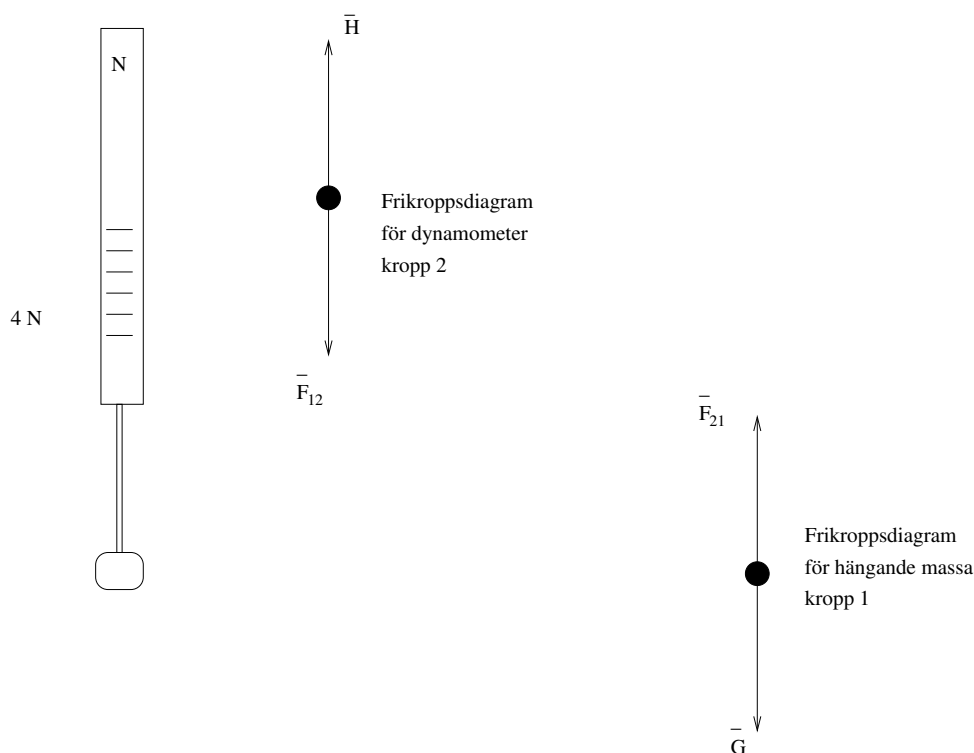 H̅
N
Frikroppsdiagram
för dynamometer
kropp 2
4 N
F̅₁₂
F̅₂₁
Frikroppsdiagram
för hängande massa
kropp 1
G̅